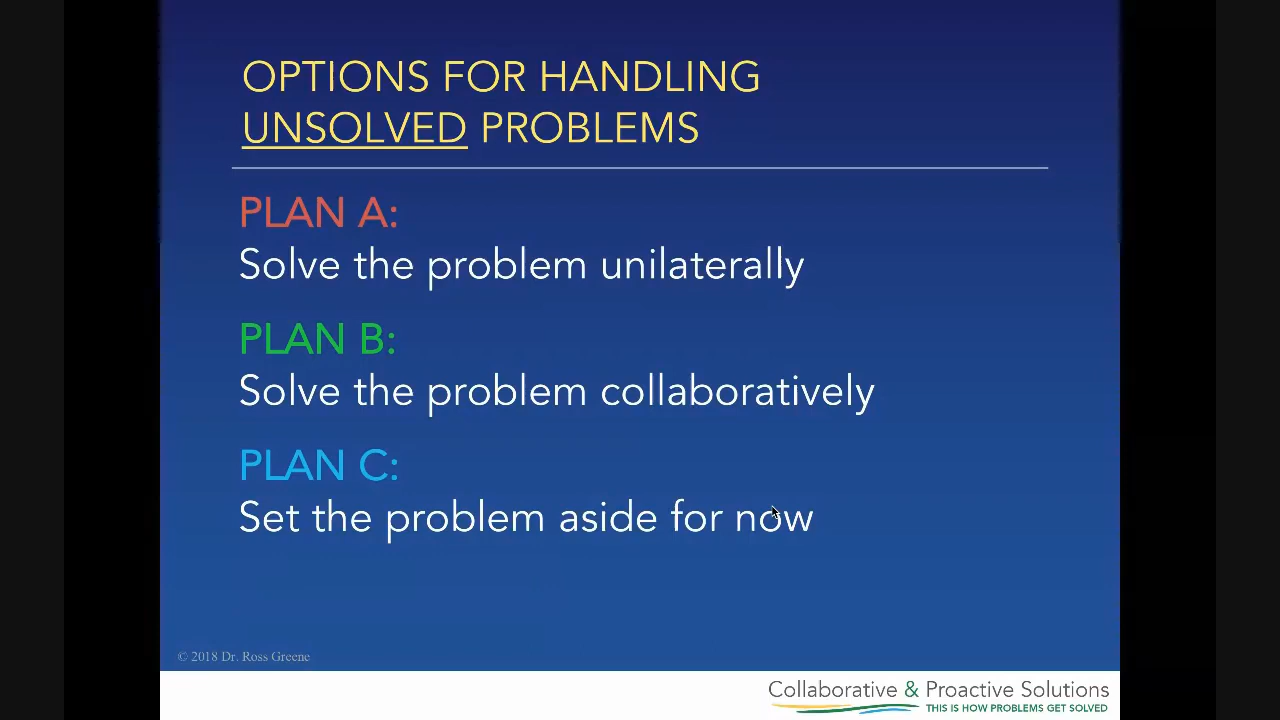 OPTIONS FOR HANDLING
UNSOLVED PROBLEMS
PLAN A:
Solve the problem unilaterally
PLAN B:
Solve the problem collaboratively
PLAN C:
Set the problem aside for now
© 2018 Dr. Ross Greene
Collaborative & Proactive Solutions
THIS IS HOW PROBLEMS GET SOLVED